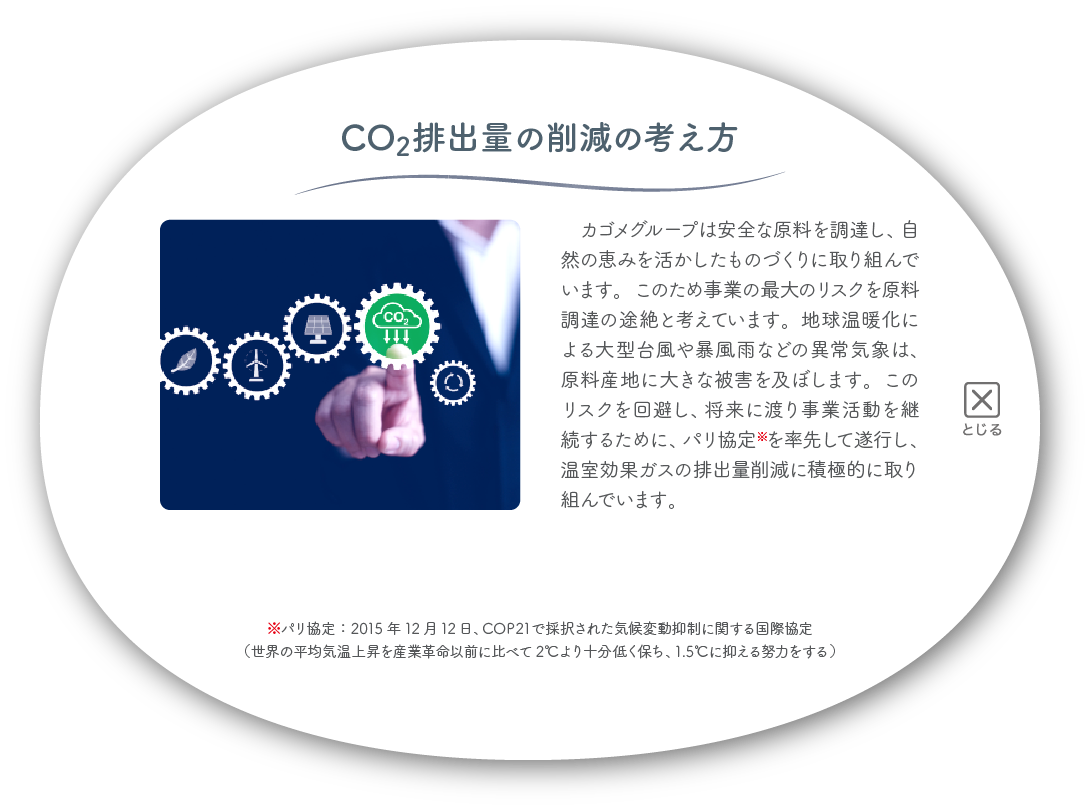 CO2排出量の削減の考え方
CO2
カゴメグループは安全な原料を調達し、自
然の恵みを活かしたものづくりに取り組んで
います。このため事業の最大のリスクを原料
調達の途絶と考えています。地球温暖化に
よる大型台風や暴風雨などの異常気象は、
原料産地に大きな被害を及ぼします。この
リスクを回避し、将来に渡り事業活動を継
続するために、パリ協定※を率先して遂行し、
温室効果ガスの排出量削減に積極的に取り
組んでいます。
とじる
※パリ協定：2015年12月12日、COP21で採択された気候変動抑制に関する国際協定
（世界の平均気温上昇を産業革命以前に比べて2℃より十分低く保ち、1.5℃に抑える努力をする）